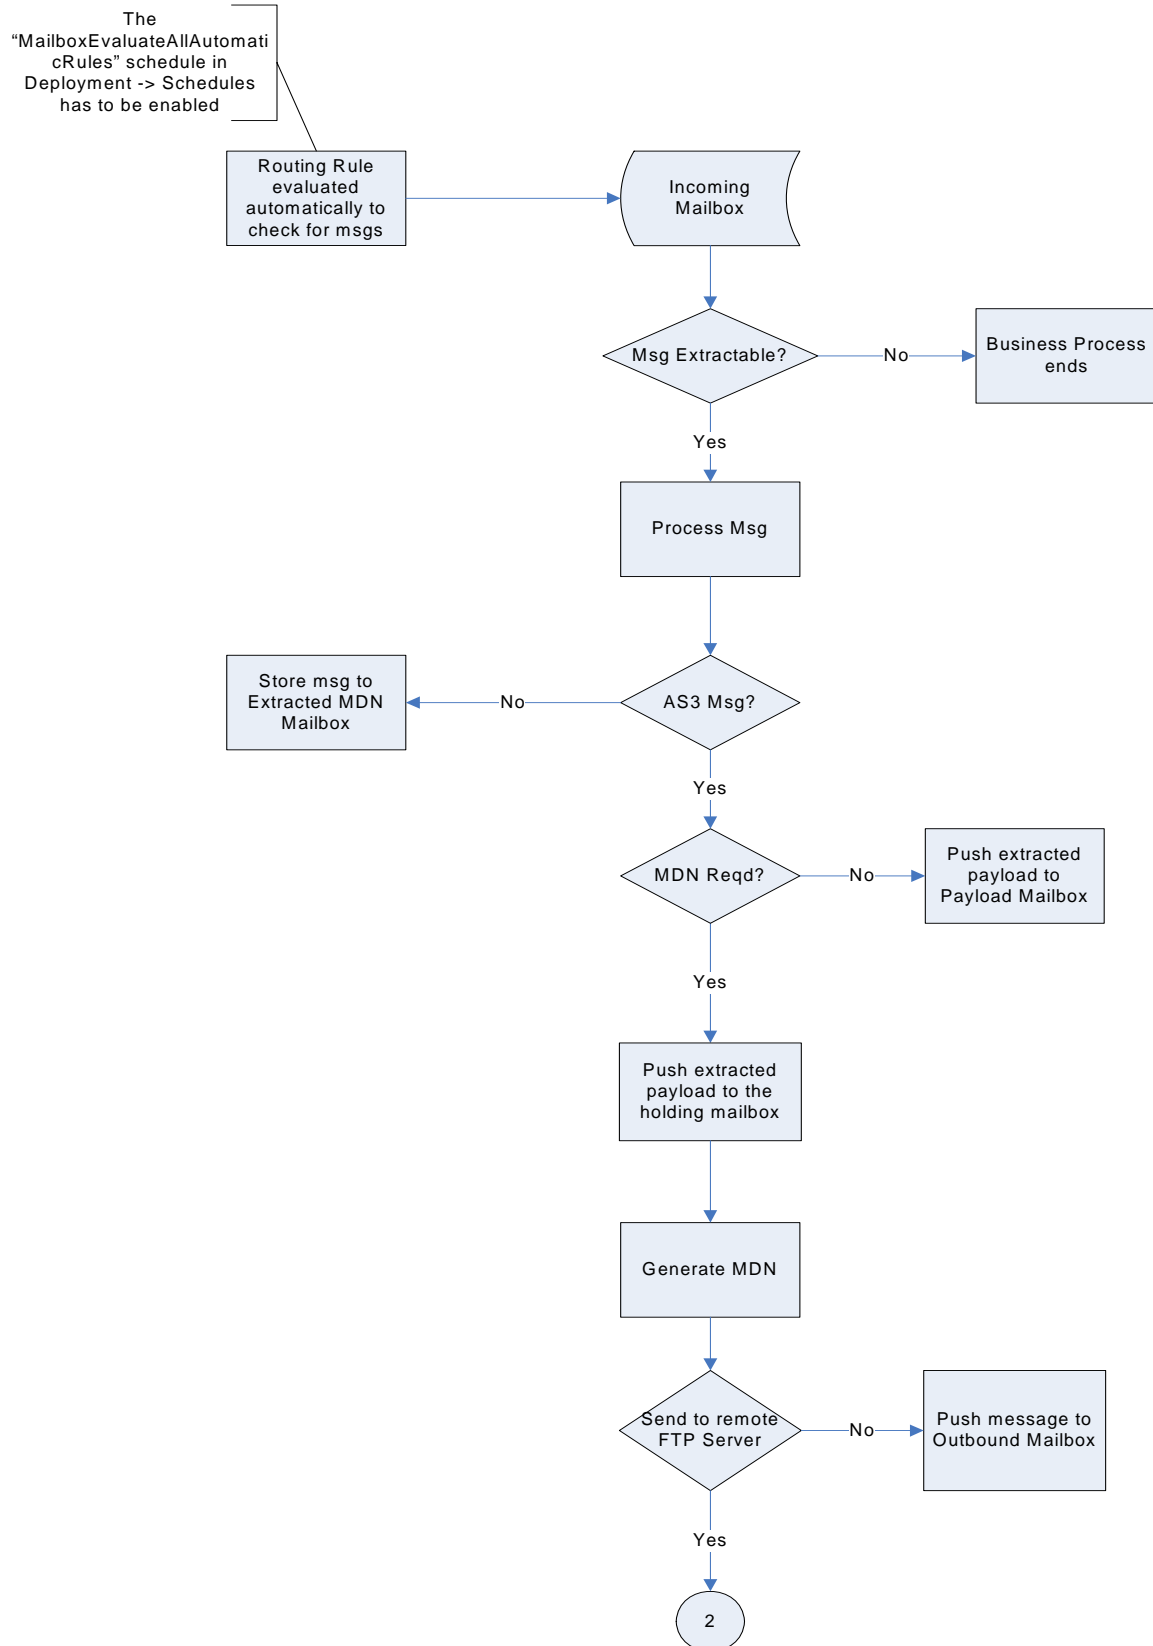 The
“MailboxEvaluateAllAutomati
cRules” schedule in
Deployment -> Schedules
has to be enabled
Routing Rule
evaluated
automatically to
check for msgs
Incoming
Mailbox
Msg Extractable?
No
Business Process
ends
Yes
Process Msg
Store msg to
Extracted MDN
Mailbox
No
AS3 Msg?
Yes
MDN Reqd?
No
Push extracted
payload to
Payload Mailbox
Yes
Push extracted
payload to the
holding mailbox
Generate MDN
Send to remote
FTP Server
No
Push message to
Outbound Mailbox
Yes
2